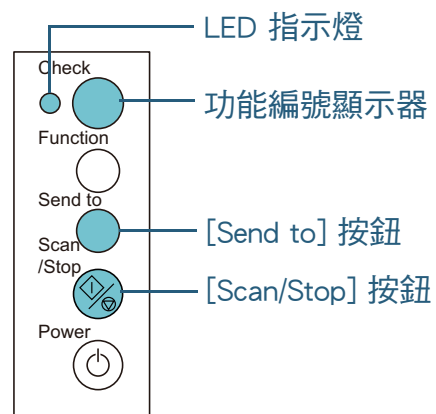 LED 指示燈
Check
功能編號顯示器
Function
Send to
[Send to] 按鈕
Scan
/Stop
[Scan/Stop] 按鈕
Power